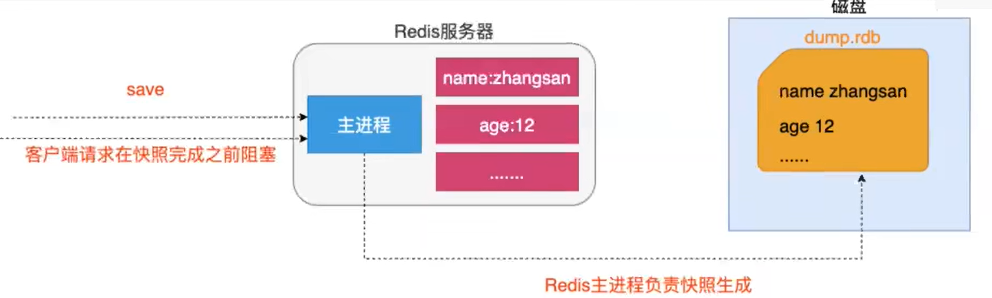 磁盘
Redis服务器
dump.rdb
save
name:zhangsan
name zhangsan
主进程
age:12
age 12
客户端请求在快照完成之前阻塞
.......
......
Redis主进程负责快照生成